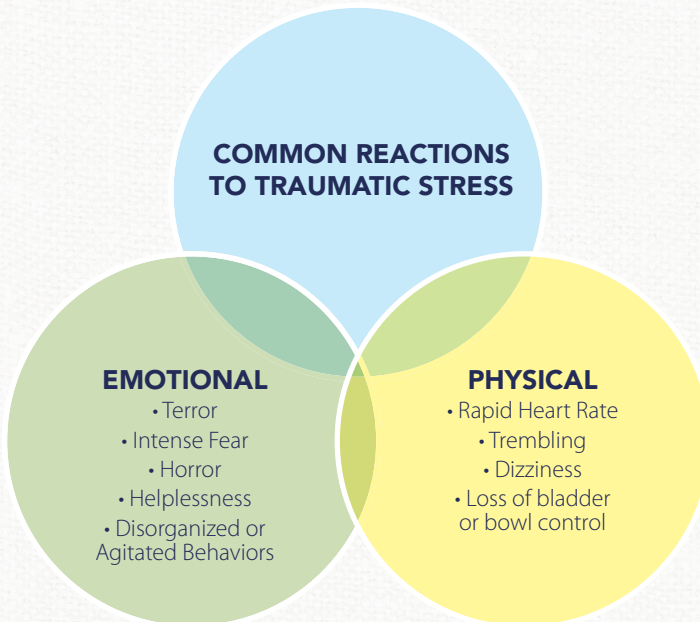 COMMON REACTIONS
TO TRAUMATIC STRESS
EMOTIONAL
• Terror
• Intense Fear
• Horror
• Helplessness
• Disorganized or
Agitated Behaviors
PHYSICAL
• Rapid Heart Rate
• Trembling
• Dizziness
• Loss of bladder
or bowl control